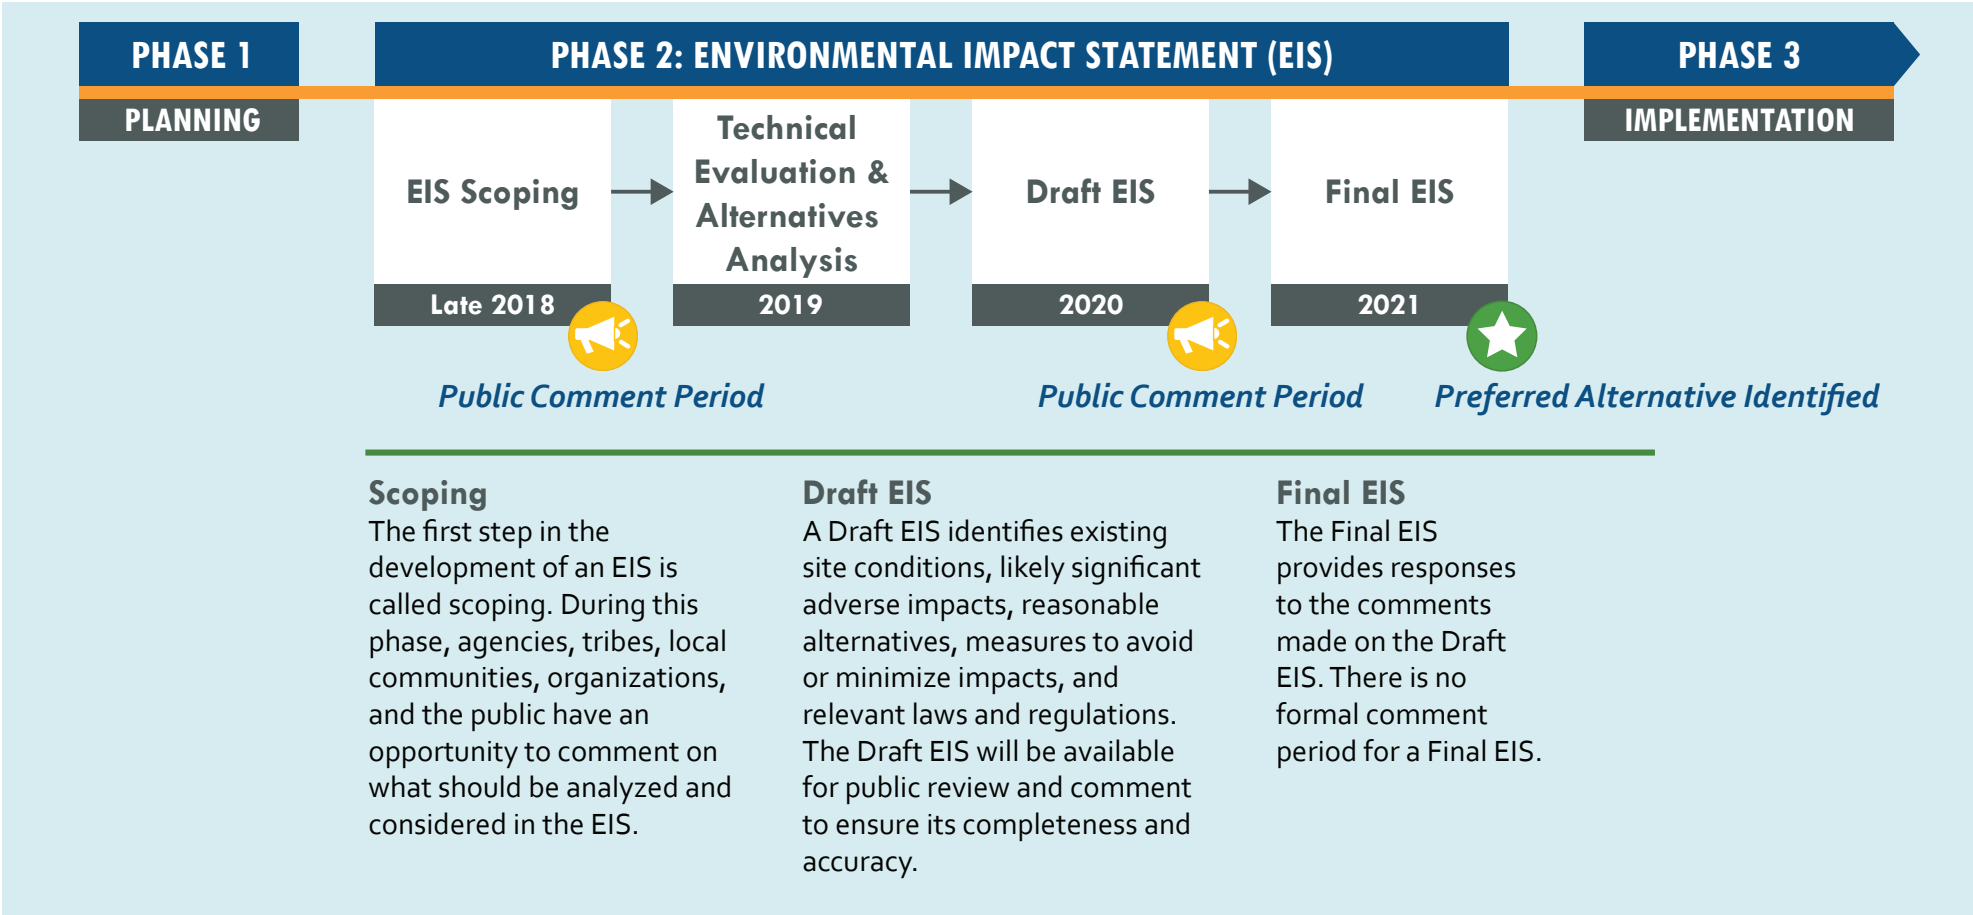 PHASE 1
PLANNING
PHASE 2: ENVIRONMENTAL IMPACT STATEMENT (EIS)
PHASE 3
IMPLEMENTATION
EIS Scoping
Late 2018
Technical
Evaluation &
Alternatives
Analysis
2019
Draft EIS
2020
Final EIS
2021
Public Comment Period
Public Comment Period
Preferred Alternative Identified
Scoping
The first step in the
development of an EIS is
called scoping. During this
phase, agencies, tribes, local
communities, organizations,
and the public have an
opportunity to comment on
what should be analyzed and
considered in the EIS.
Draft EIS
A Draft EIS identifies existing
site conditions, likely significant
adverse impacts, reasonable
alternatives, measures to avoid
or minimize impacts, and
relevant laws and regulations.
The Draft EIS will be available
for public review and comment
to ensure its completeness and
accuracy.
Final EIS
The Final EIS
provides responses
to the comments
made on the Draft
EIS. There is no
formal comment
period for a Final EIS.